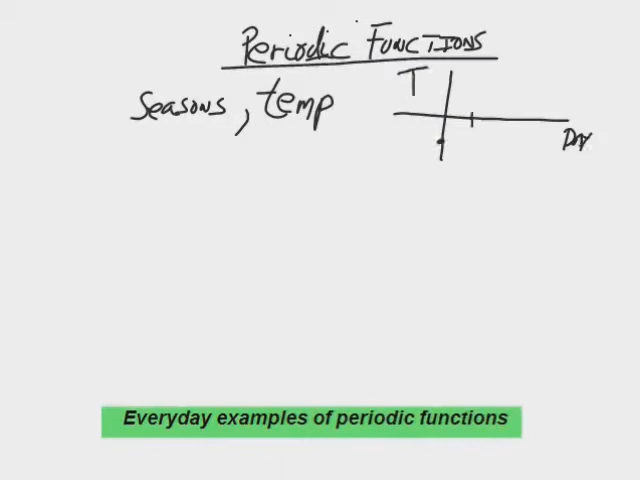 Periodic Functions
Seasons, temp
T
Day
Everyday examples of periodic functions